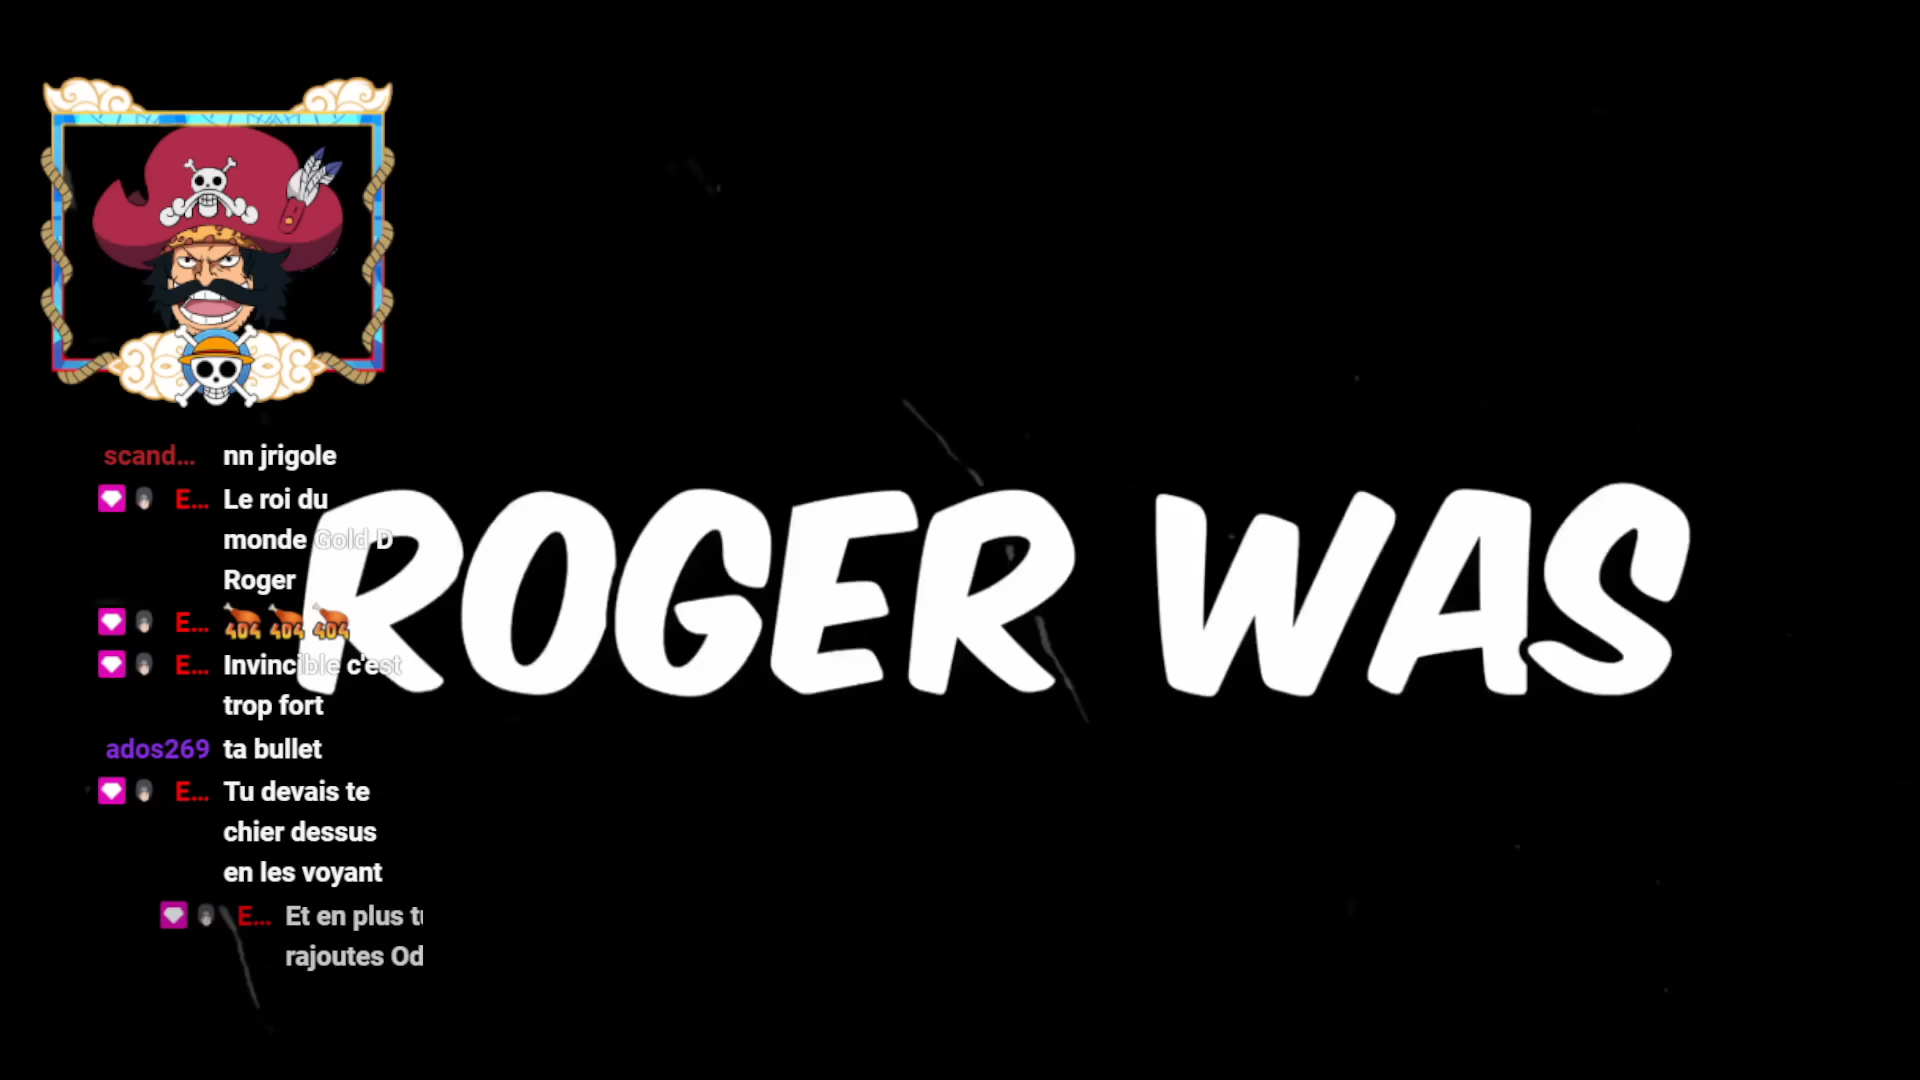 scand... nn jrigole
E... Le roi du
monde Gold D
Roger
E... 404 404 404
E... Invincible c'est
trop fort
ados269 ta bullet
E... Tu devais te
chier dessus
en les voyant
E... Et en plus
rajoutes
ROGER WAS